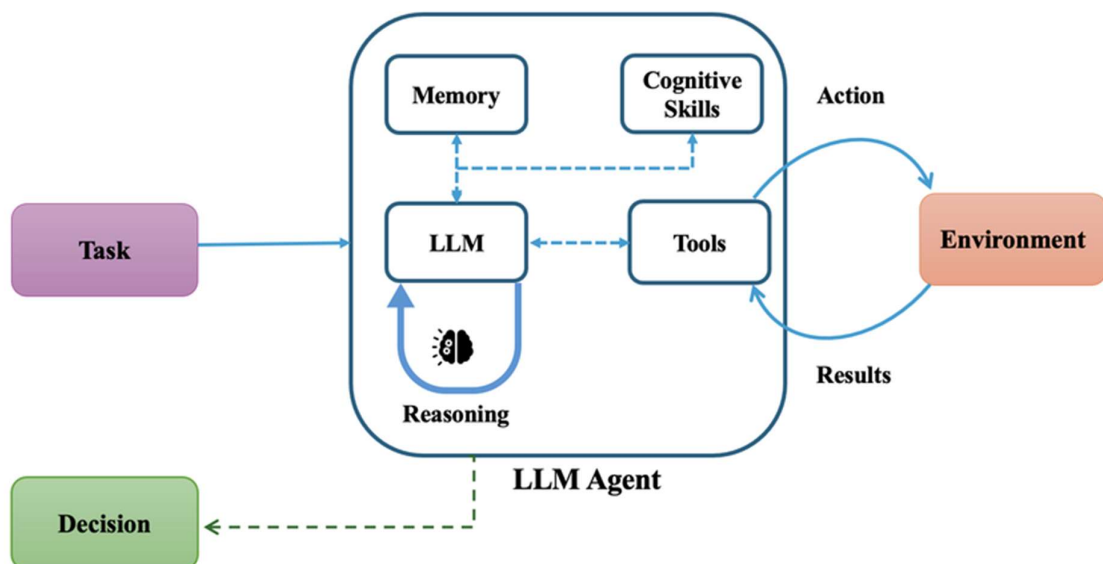 Memory
Cognitive
Skills
Action
Task
LLM
Tools
Environment
Results
Reasoning
LLM Agent
Decision